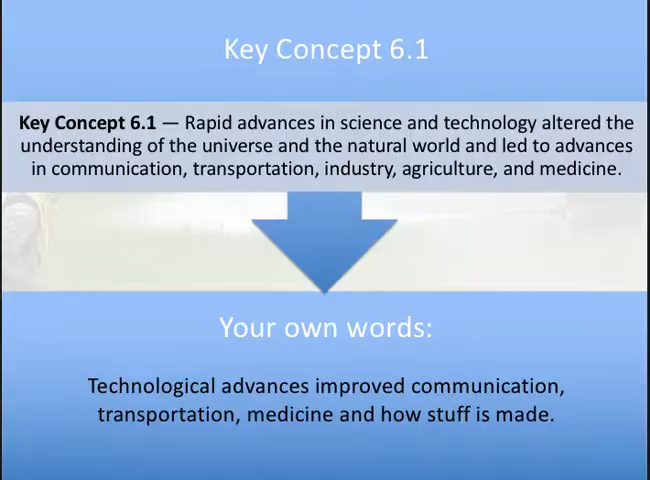 Key Concept 6.1
Key Concept 6.1 — Rapid advances in science and technology altered the
understanding of the universe and the natural world and led to advances
in communication, transportation, industry, agriculture, and medicine.
Your own words:
Technological advances improved communication,
transportation, medicine and how stuff is made.